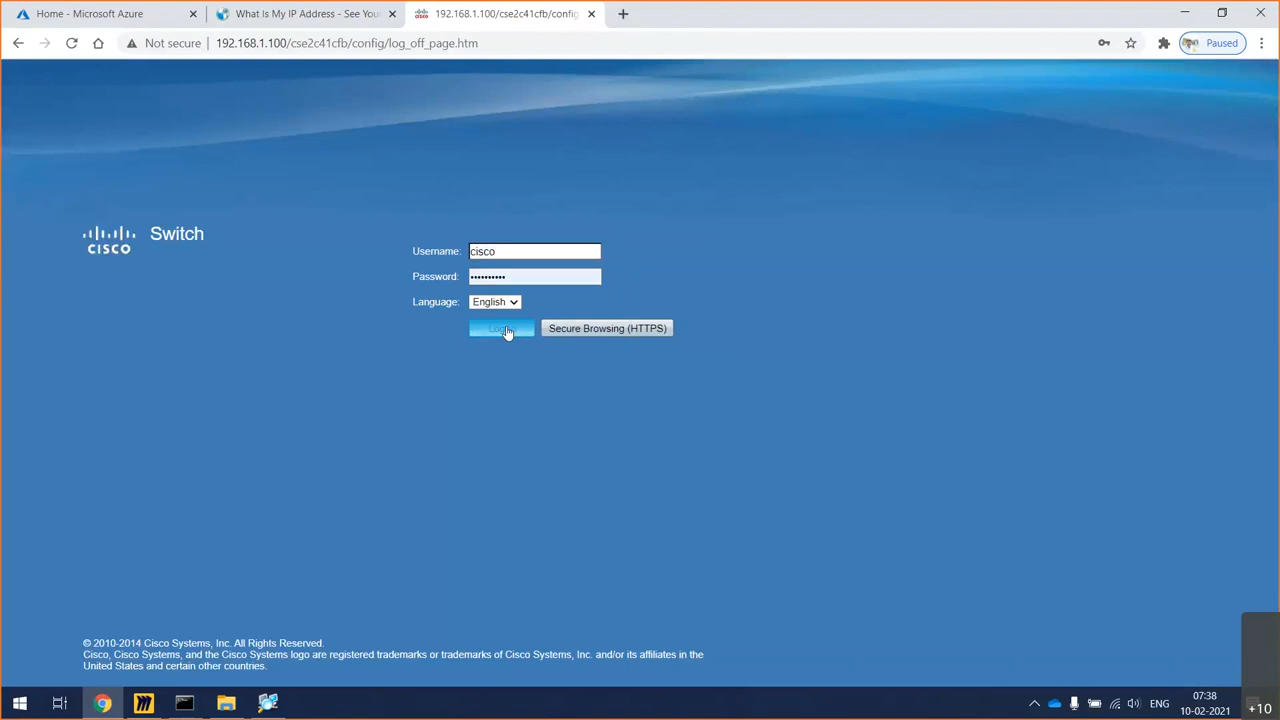 Home - Microsoft Azure
What Is My IP Address - See You
192.168.1.100/cse2c41cfb/config
Not secure
192.168.1.100/cse2c41cfb/config/log_off_page.htm
Paused
CISCO
Switch
Username: cisco
Password: ••••••••••
Language: English
Secure Browsing (HTTPS)
© 2010-2014 Cisco Systems, Inc. All Rights Reserved.
Cisco, Cisco Systems, and the Cisco Systems logo are registered trademarks or trademarks of Cisco Systems, Inc. and/or its affiliates in the
United States and certain other countries.
ENG
07:38
10-02-2021
+10